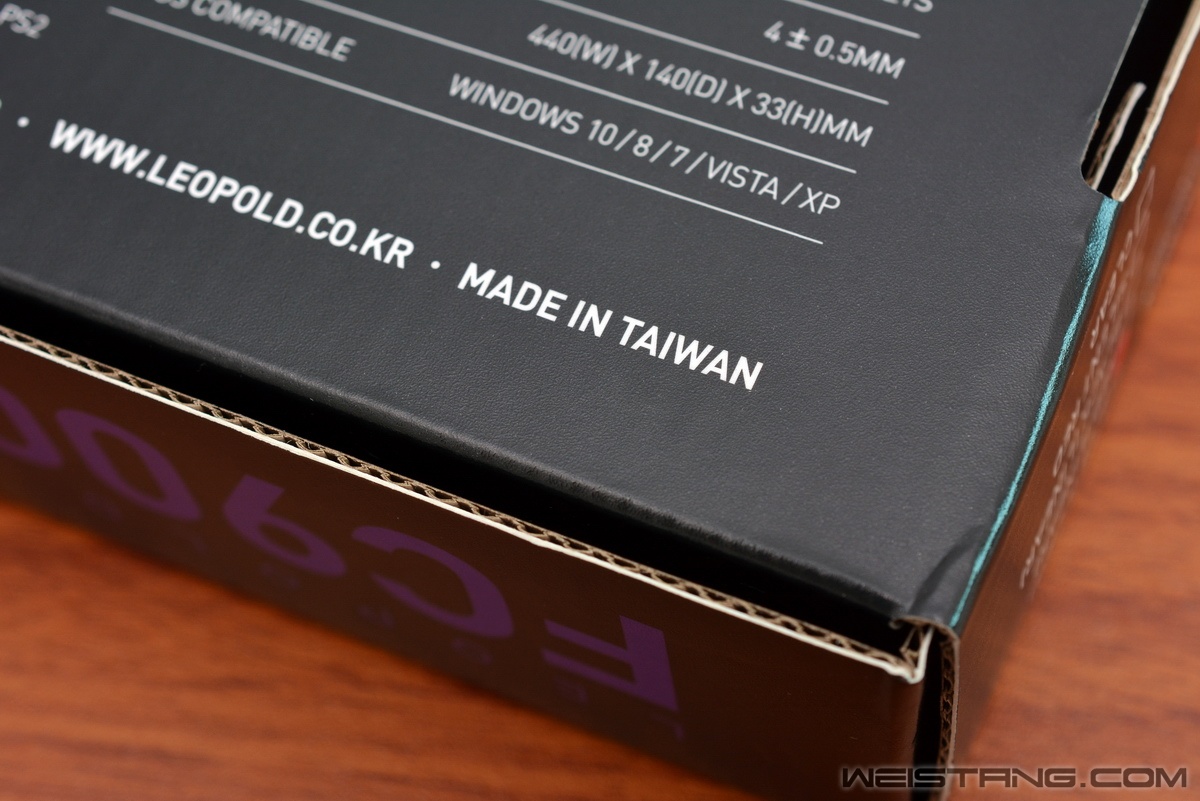 4 ± 0.5MM
440(W) X 140(D) X 33(H)MM
PS2
COMPATIBLE
WINDOWS 10 / 8 / 7 / VISTA / XP
• WWW.LEOPOLD.CO.KR • MADE IN TAIWAN
FC900
WEISTANG.COM